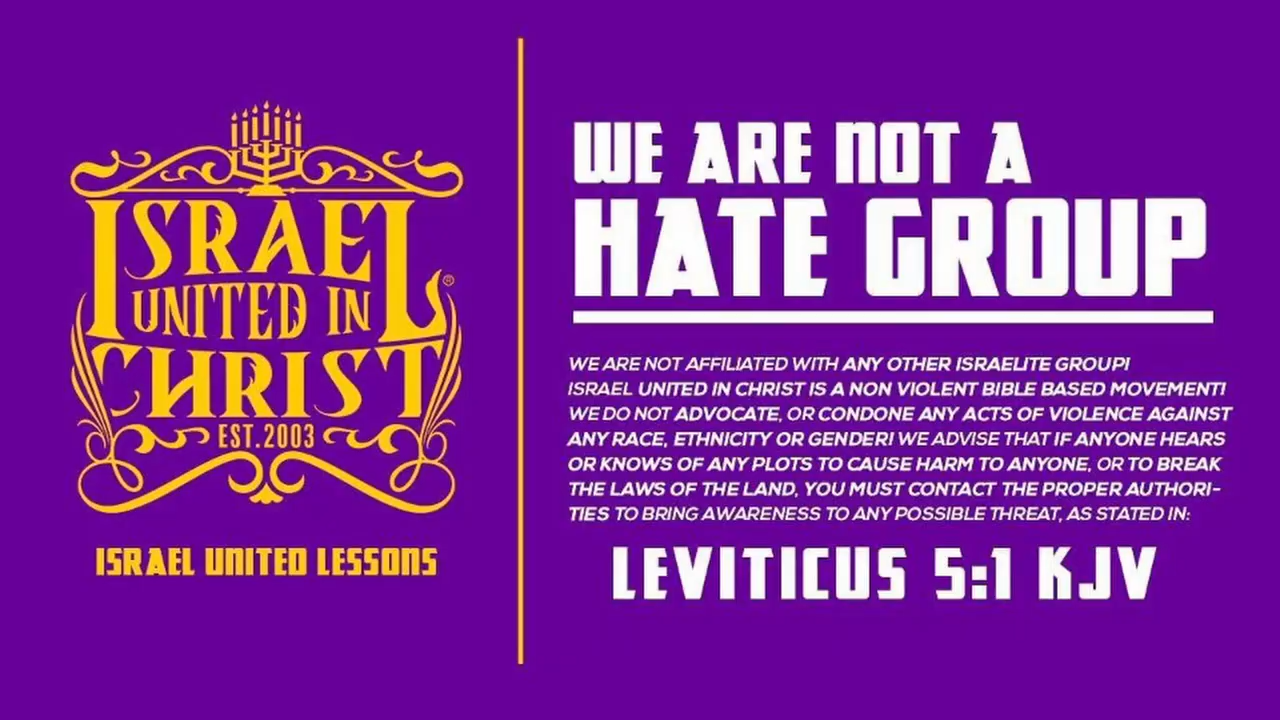 ISRAEL
UNITED IN
CHRIST
EST.2003
ISRAEL UNITED LESSONS
WE ARE NOT A
HATE GROUP
WE ARE NOT AFFILIATED WITH ANY OTHER ISRAELITE GROUP!
ISRAEL UNITED IN CHRIST IS A NON VIOLENT BIBLE BASED MOVEMENT!
WE DO NOT ADVOCATE, OR CONDONE ANY ACTS OF VIOLENCE AGAINST
ANY RACE, ETHNICITY OR GENDER! WE ADVISE THAT IF ANYONE HEARS
OR KNOWS OF ANY PLOTS TO CAUSE HARM TO ANYONE, OR TO BREAK
THE LAWS OF THE LAND, YOU MUST CONTACT THE PROPER AUTHORI-
TIES TO BRING AWARENESS TO ANY POSSIBLE THREAT, AS STATED IN:
LEVITICUS 5:1 KJV